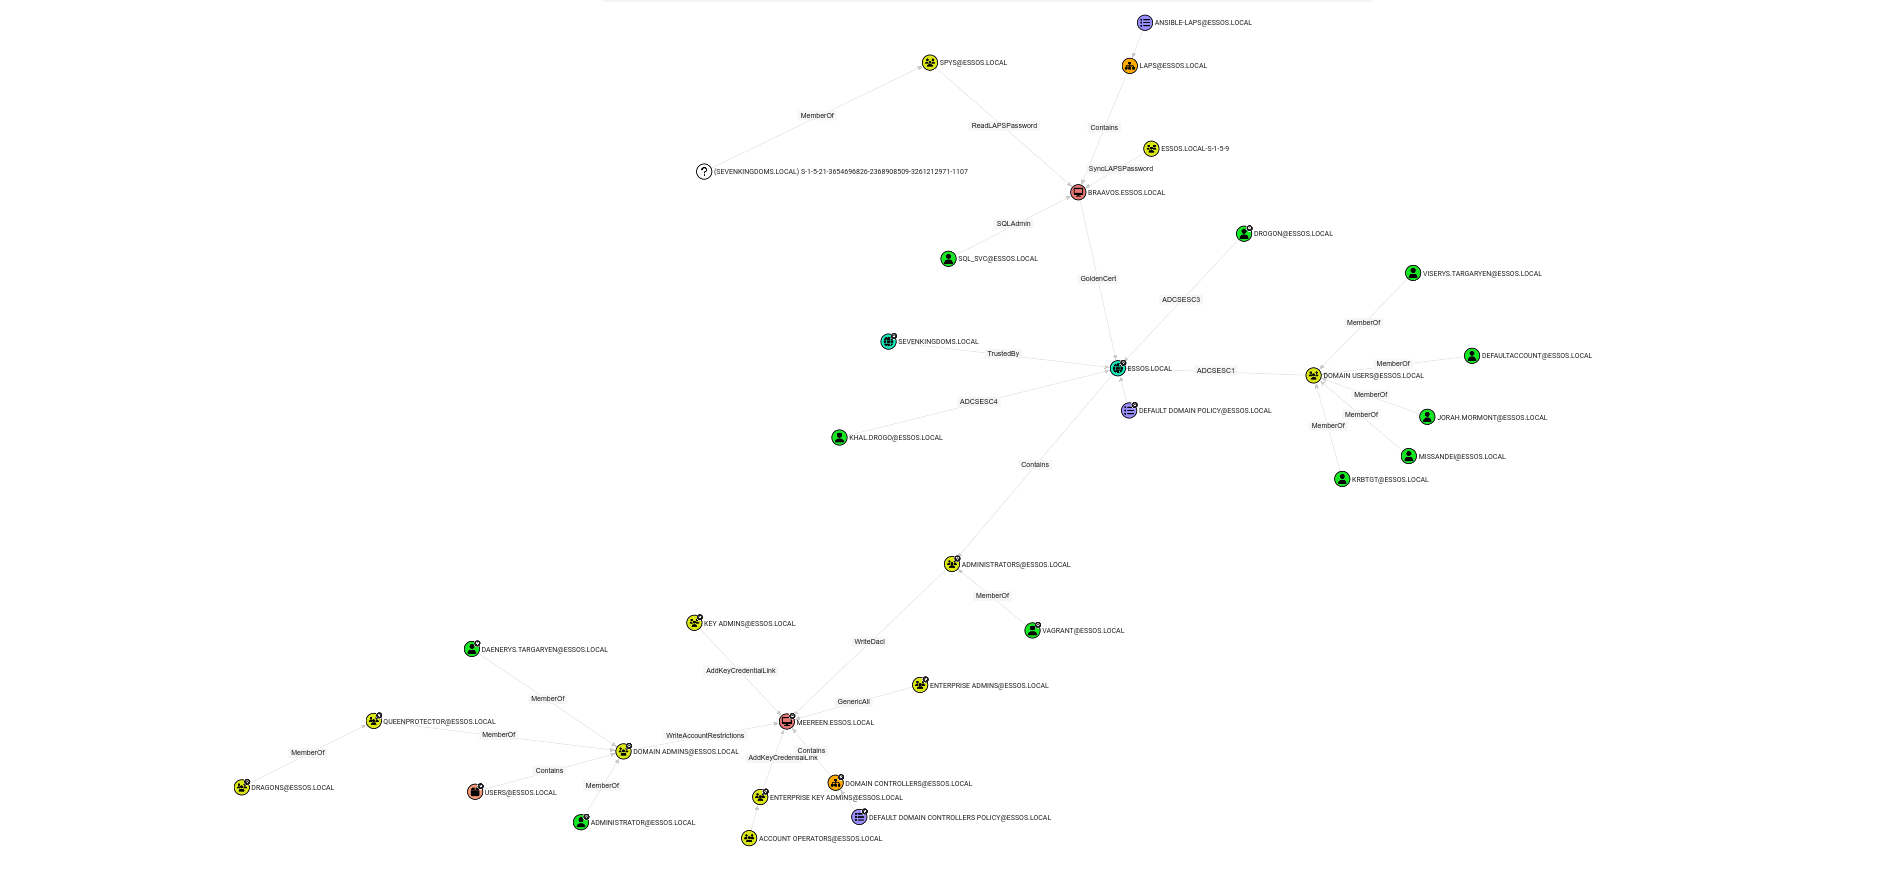 ANSIBLE-LAPS@ESSOS.LOCAL
SPYS@ESSOS.LOCAL
LAPS@ESSOS.LOCAL
MemberOf
ReadLAPSPassword
Contains
ESSOS.LOCAL-S-1-5-9
SyncLAPSPassword
(SEVENKINGDOMS.LOCAL) S-1-5-21-3654696826-2368908509-3261212971-1107
BRAAVOS.ESSOS.LOCAL
SQLAdmin
DROGON@ESSOS.LOCAL
SQL_SVC@ESSOS.LOCAL
VISERYS.TARGARYEN@ESSOS.LOCAL
GoldenCert
ADCSESC3
MemberOf
SEVENKINGDOMS.LOCAL
TrustedBy
DEFAULTACCOUNT@ESSOS.LOCAL
MemberOf
ESSOS.LOCAL
ADCSESC1
DOMAIN USERS@ESSOS.LOCAL
MemberOf
ADCSESC4
DEFAULT DOMAIN POLICY@ESSOS.LOCAL
MemberOf
JORAH.MORMONT@ESSOS.LOCAL
MemberOf
KHAL.DROGO@ESSOS.LOCAL
MISSANDEI@ESSOS.LOCAL
Contains
KRBTGT@ESSOS.LOCAL
ADMINISTRATORS@ESSOS.LOCAL
MemberOf
KEY ADMINS@ESSOS.LOCAL
VAGRANT@ESSOS.LOCAL
WriteDacl
DAENERYS.TARGARYEN@ESSOS.LOCAL
AddKeyCredentialLink
ENTERPRISE ADMINS@ESSOS.LOCAL
MemberOf
GenericAll
QUEENPROTECTOR@ESSOS.LOCAL
MEEREEN.ESSOS.LOCAL
MemberOf
WriteAccountRestrictions
MemberOf
DOMAIN ADMINS@ESSOS.LOCAL
Contains
AddKeyCredentialLink
Contains
DRAGONS@ESSOS.LOCAL
USERS@ESSOS.LOCAL
MemberOf
DOMAIN CONTROLLERS@ESSOS.LOCAL
ENTERPRISE KEY ADMINS@ESSOS.LOCAL
ADMINISTRATOR@ESSOS.LOCAL
DEFAULT DOMAIN CONTROLLERS POLICY@ESSOS.LOCAL
ACCOUNT OPERATORS@ESSOS.LOCAL